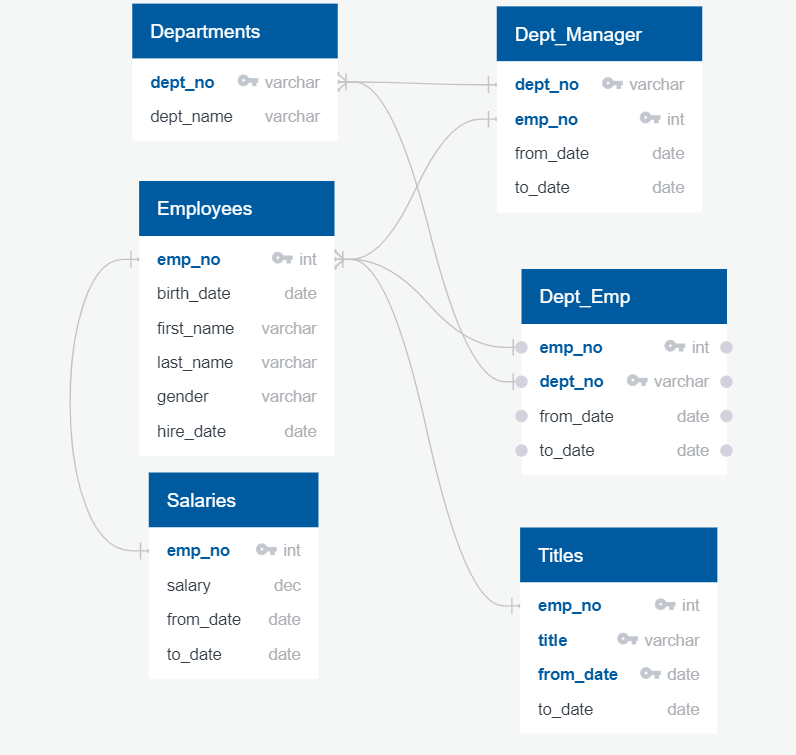 Departments
dept_no varchar
dept_name varchar
Dept_Manager
dept_no varchar
emp_no int
from_date date
to_date date
Employees
emp_no int
birth_date date
first_name varchar
last_name varchar
gender varchar
hire_date date
Dept_Emp
emp_no int
dept_no varchar
from_date date
to_date date
Salaries
emp_no int
salary dec
from_date date
to_date date
Titles
emp_no int
title varchar
from_date date
to_date date